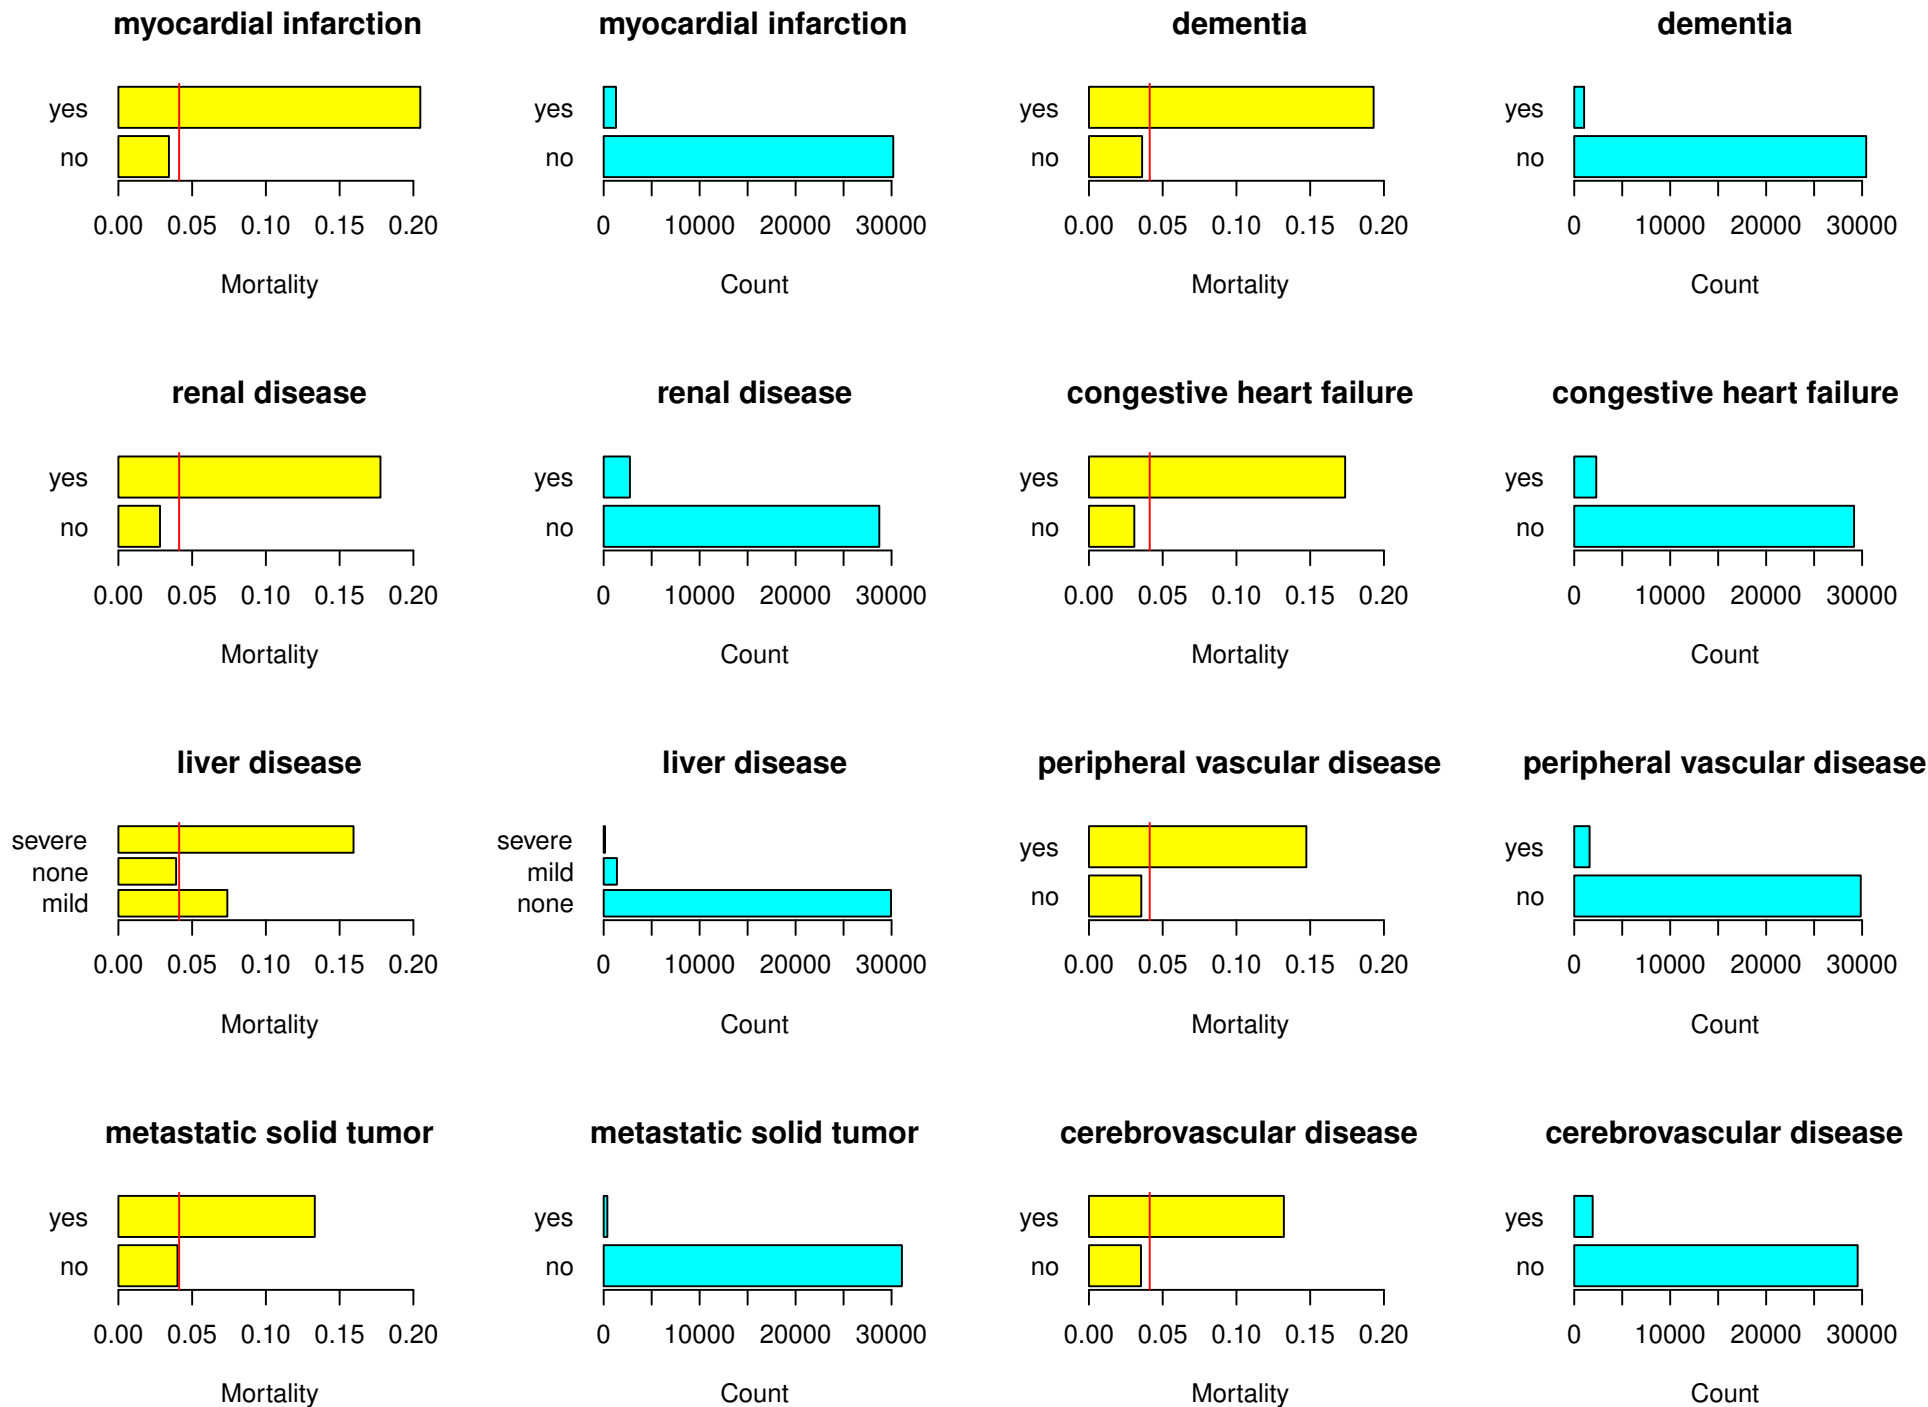 myocardial infarction
yes
no
0.00 0.05 0.10 0.15 0.20
Mortality
myocardial infarction
yes
no
0 10000 20000 30000
Count
dementia
yes
no
0.00 0.05 0.10 0.15 0.20
Mortality
dementia
yes
no
0 10000 20000 30000
Count
renal disease
yes
no
0.00 0.05 0.10 0.15 0.20
Mortality
renal disease
yes
no
0 10000 20000 30000
Count
congestive heart failure
yes
no
0.00 0.05 0.10 0.15 0.20
Mortality
congestive heart failure
yes
no
0 10000 20000 30000
Count
liver disease
severe
none
mild
0.00 0.05 0.10 0.15 0.20
Mortality
liver disease
severe
mild
none
0 10000 20000 30000
Count
peripheral vascular disease
yes
no
0.00 0.05 0.10 0.15 0.20
Mortality
peripheral vascular disease
yes
no
0 10000 20000 30000
Count
metastatic solid tumor
yes
no
0.00 0.05 0.10 0.15 0.20
Mortality
metastatic solid tumor
yes
no
0 10000 20000 30000
Count
cerebrovascular disease
yes
no
0.00 0.05 0.10 0.15 0.20
Mortality
cerebrovascular disease
yes
no
0 10000 20000 30000
Count